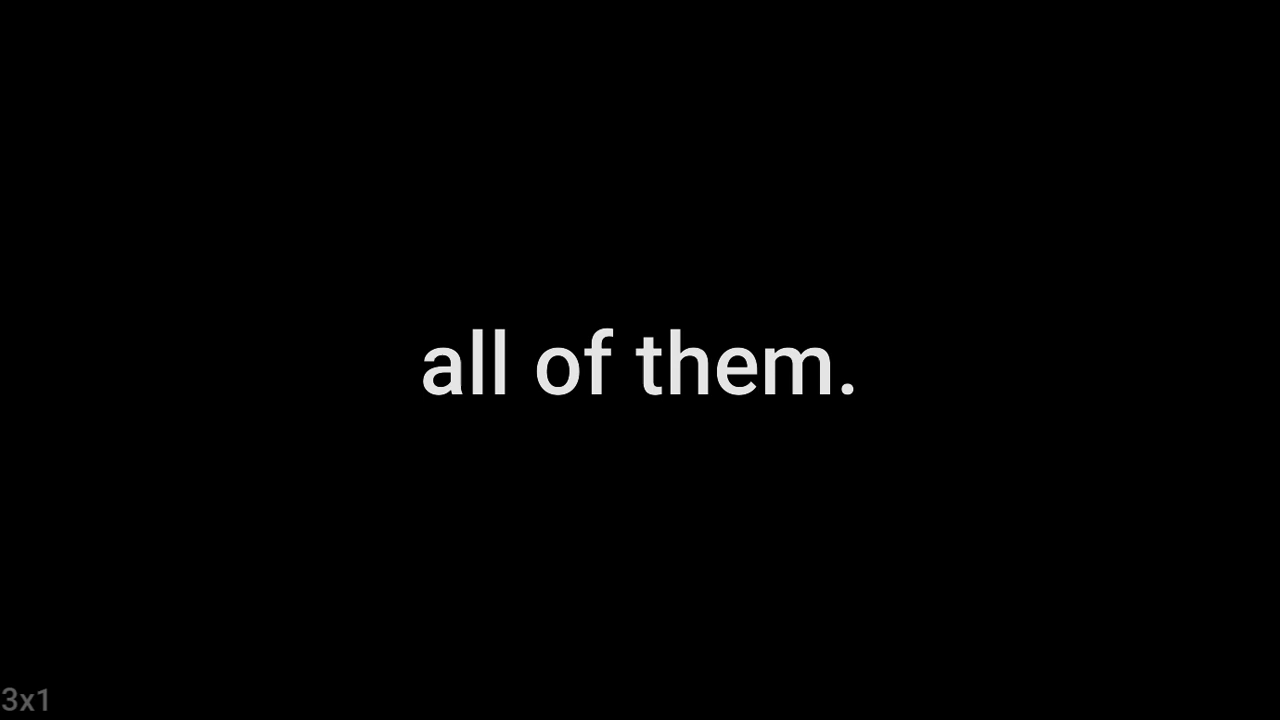 all of them.
3x1